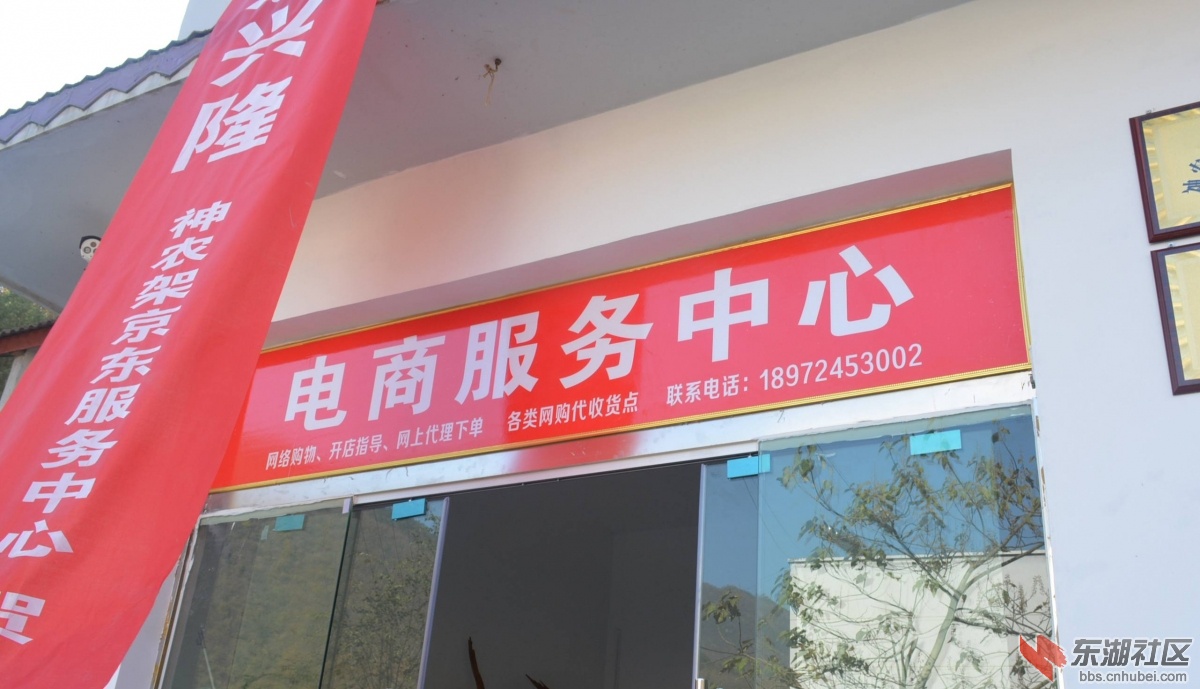 兴隆 神农架京东服务中心
电商服务中心
网络购物、开店指导、网上代理下单 各类网购代收货点 联系电话：18972453002
东湖社区
bbs.cnhubei.com